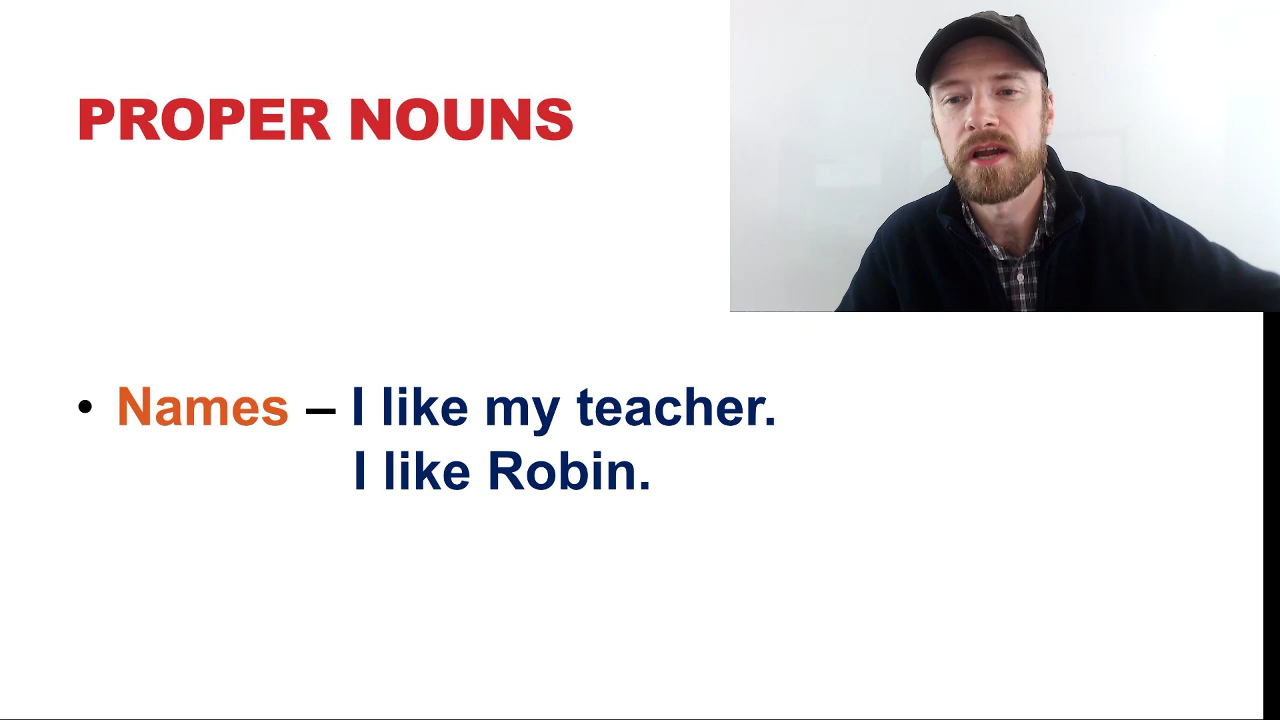 PROPER NOUNS
• Names – I like my teacher.
I like Robin.